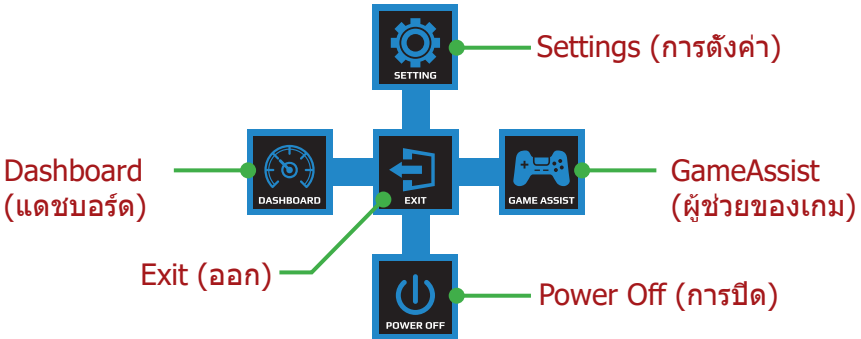 SETTING
Settings (การตั้งค่า)
DASHBOARD
EXIT
GAME ASSIST
Dashboard
(แดชบอร์ด)
GameAssist
(ผู้ช่วยของเกม)
Exit (ออก)
POWER OFF
Power Off (การปิด)